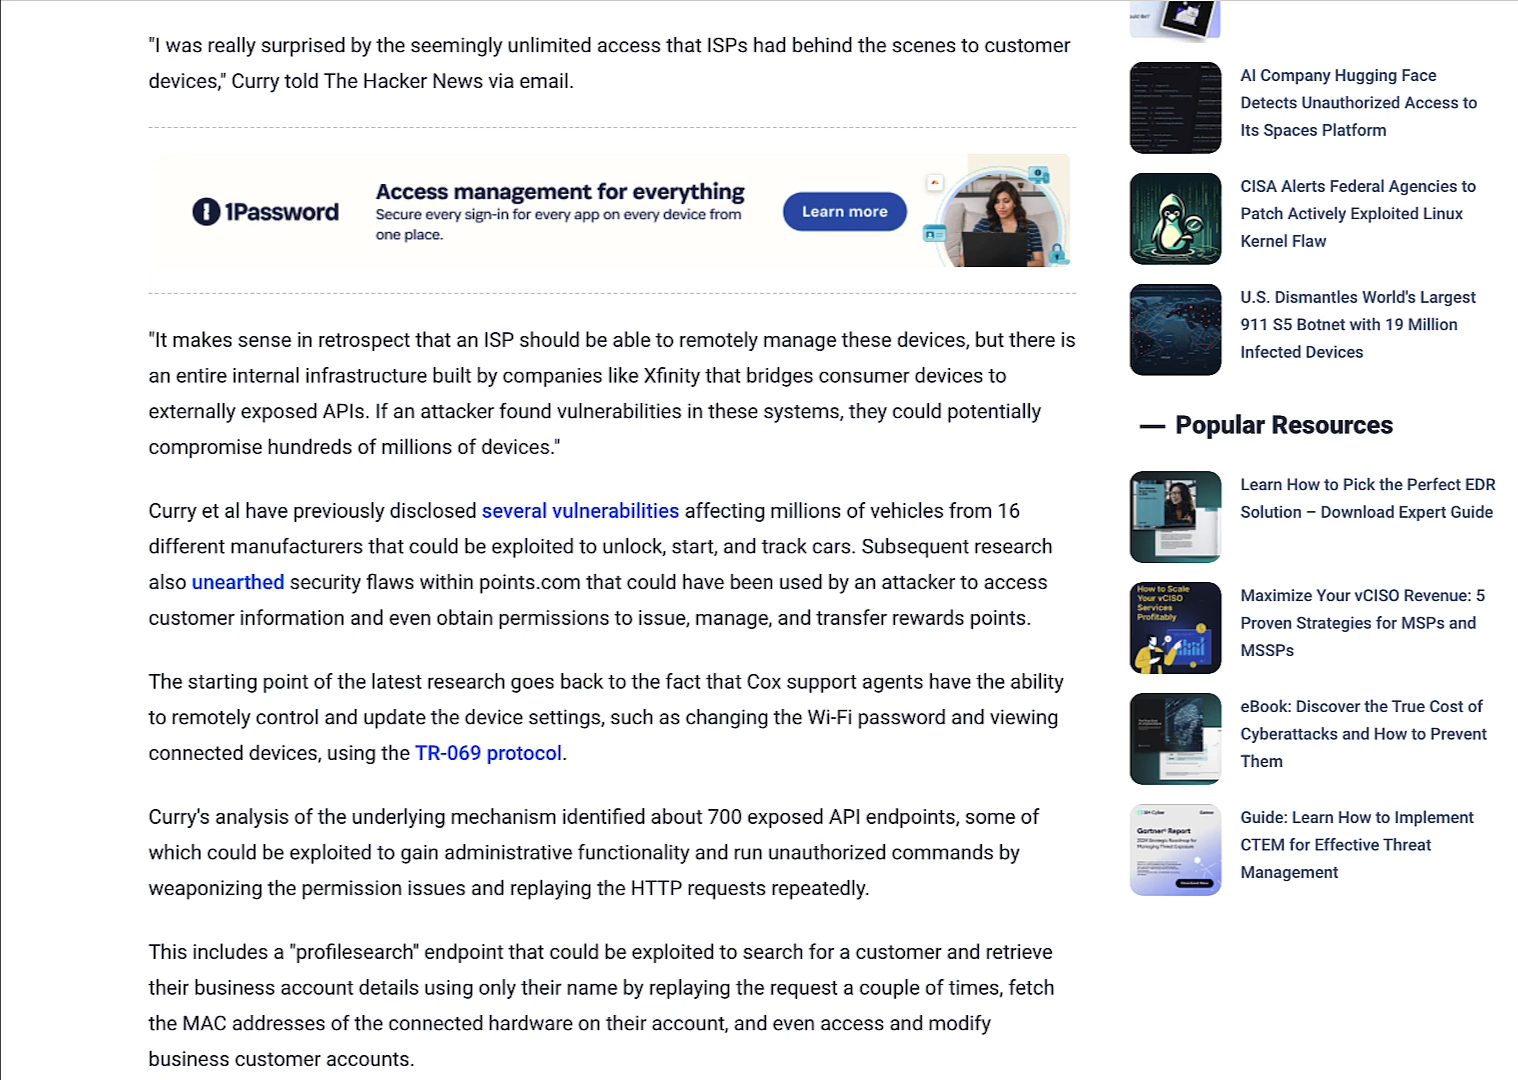 "I was really surprised by the seemingly unlimited access that ISPs had behind the scenes to customer
devices," Curry told The Hacker News via email.
1Password
Access management for everything
Secure every sign-in for every app on every device from
one place.
Learn more
"It makes sense in retrospect that an ISP should be able to remotely manage these devices, but there is
an entire internal infrastructure built by companies like Xfinity that bridges consumer devices to
externally exposed APIs. If an attacker found vulnerabilities in these systems, they could potentially
compromise hundreds of millions of devices."
Curry et al have previously disclosed several vulnerabilities affecting millions of vehicles from 16
different manufacturers that could be exploited to unlock, start, and track cars. Subsequent research
also unearthed security flaws within points.com that could have been used by an attacker to access
customer information and even obtain permissions to issue, manage, and transfer rewards points.
The starting point of the latest research goes back to the fact that Cox support agents have the ability
to remotely control and update the device settings, such as changing the Wi-Fi password and viewing
connected devices, using the TR-069 protocol.
Curry's analysis of the underlying mechanism identified about 700 exposed API endpoints, some of
which could be exploited to gain administrative functionality and run unauthorized commands by
weaponizing the permission issues and replaying the HTTP requests repeatedly.
This includes a "profilesearch" endpoint that could be exploited to search for a customer and retrieve
their business account details using only their name by replaying the request a couple of times, fetch
the MAC addresses of the connected hardware on their account, and even access and modify
business customer accounts.
AI Company Hugging Face
Detects Unauthorized Access to
Its Spaces Platform
CISA Alerts Federal Agencies to
Patch Actively Exploited Linux
Kernel Flaw
U.S. Dismantles World's Largest
911 S5 Botnet with 19 Million
Infected Devices
— Popular Resources
Learn How to Pick the Perfect EDR
Solution – Download Expert Guide
How to Scale
Your vCISO
Services
Profitably
Maximize Your vCISO Revenue: 5
Proven Strategies for MSPs and
MSSPs
eBook: Discover the True Cost of
Cyberattacks and How to Prevent
Them
Gartner® Report
Guide: Learn How to Implement
CTEM for Effective Threat
Management